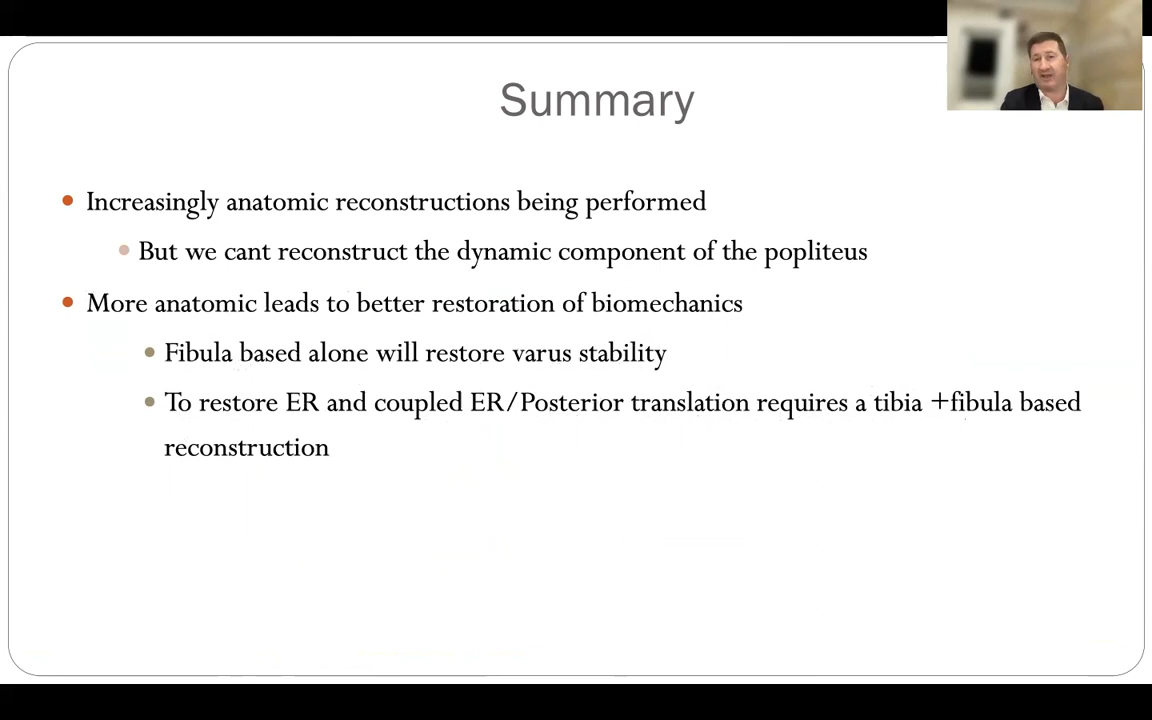 Summary
Increasingly anatomic reconstructions being performed
But we cant reconstruct the dynamic component of the popliteus
More anatomic leads to better restoration of biomechanics
Fibula based alone will restore varus stability
To restore ER and coupled ER/Posterior translation requires a tibia +fibula based
reconstruction